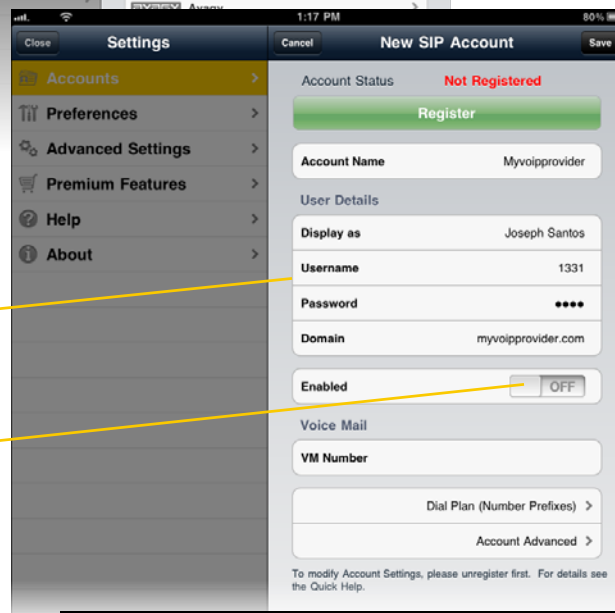 Avaya
1:17 PM
80%
Close
Settings
Accounts
Preferences
Advanced Settings
Premium Features
Help
About
Cancel
New SIP Account
Save
Account Status Not Registered
Register
Account Name Myvoipprovider
User Details
Display as Joseph Santos
Username 1331
Password ••••
Domain myvoipprovider.com
Enabled OFF
Voice Mail
VM Number
Dial Plan (Number Prefixes)
Account Advanced
To modify Account Settings, please unregister first. For details see
the Quick Help.